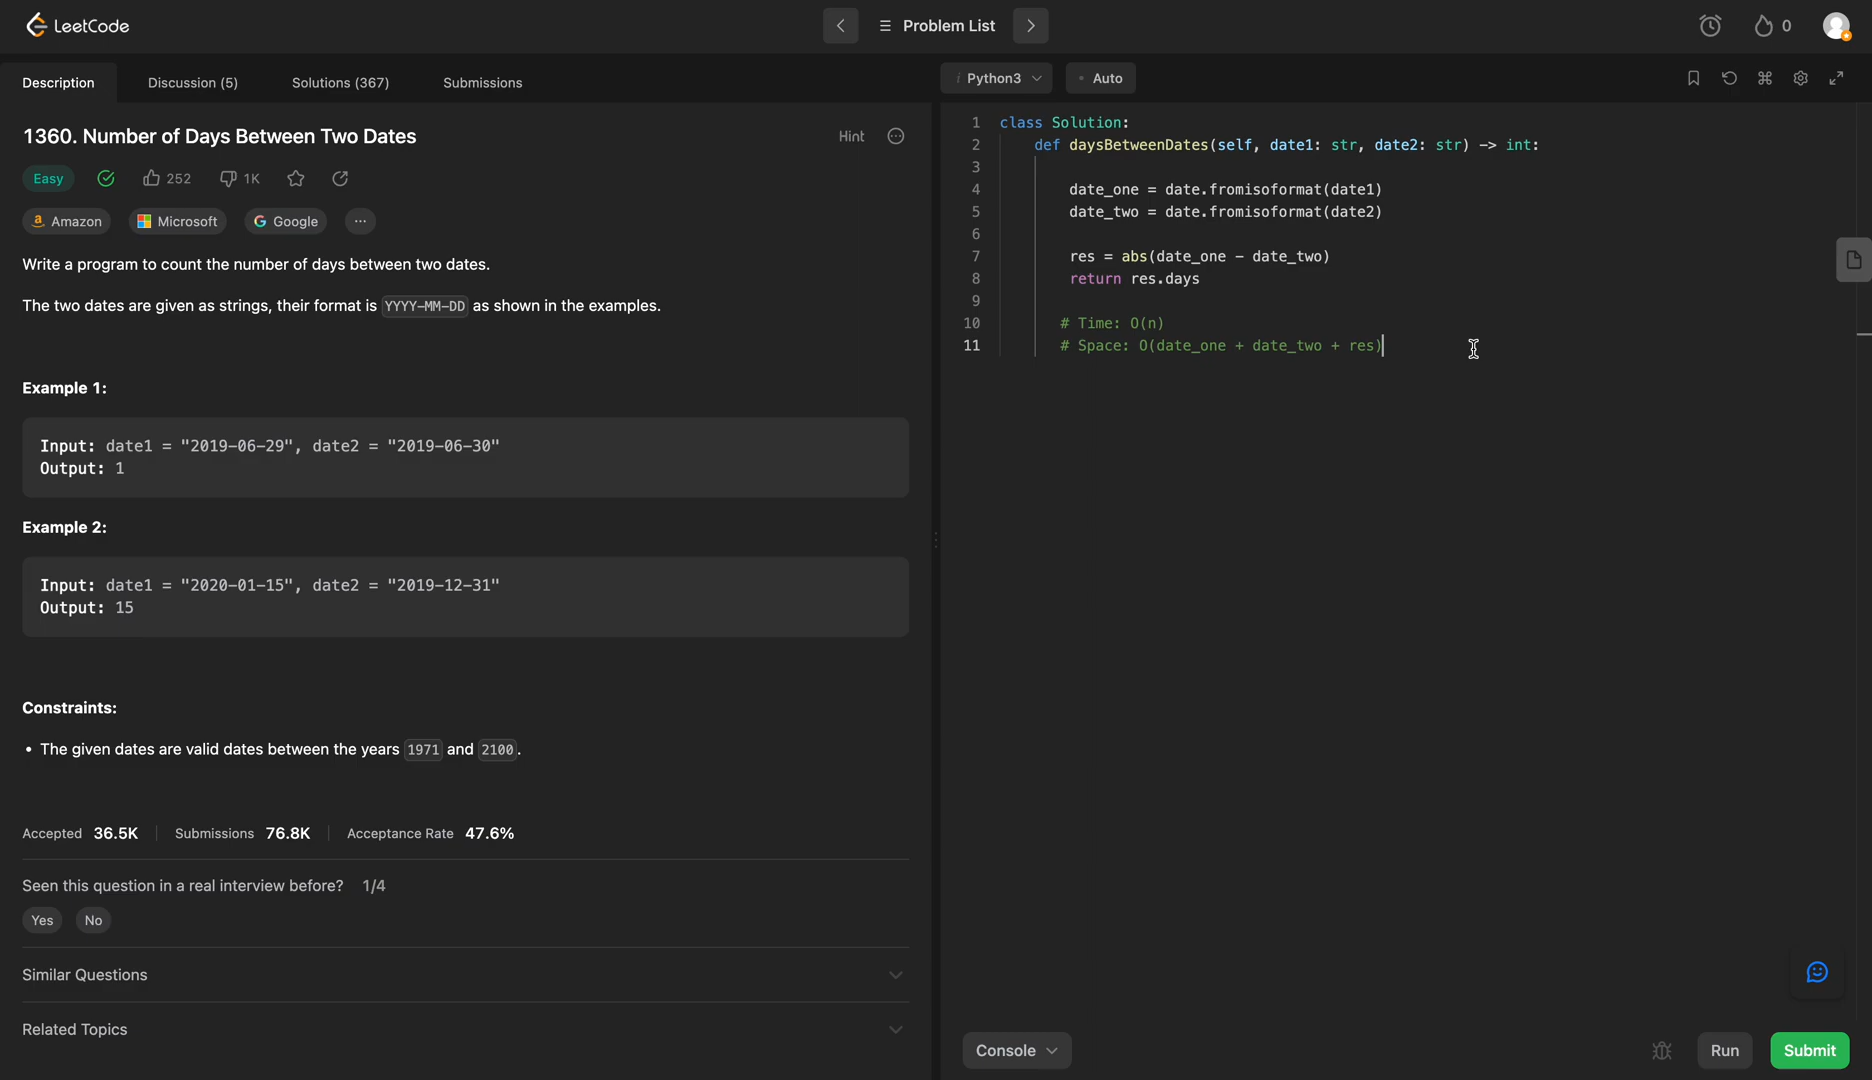 LeetCode
Problem List
0
Description
Discussion (5)
Solutions (367)
Submissions
i Python3
Auto
1360. Number of Days Between Two Dates
Hint
Easy
252
1K
Amazon
Microsoft
Google
Write a program to count the number of days between two dates.
The two dates are given as strings, their format is YYYY-MM-DD as shown in the examples.
Example 1:
Input: date1 = "2019-06-29", date2 = "2019-06-30"
Output: 1
Example 2:
Input: date1 = "2020-01-15", date2 = "2019-12-31"
Output: 15
Constraints:
• The given dates are valid dates between the years 1971 and 2100.
Accepted 36.5K
Submissions 76.8K
Acceptance Rate 47.6%
Seen this question in a real interview before? 1/4
Yes
No
Similar Questions
Related Topics
1 class Solution:
2 def daysBetweenDates(self, date1: str, date2: str) -> int:
3
4 date_one = date.fromisoformat(date1)
5 date_two = date.fromisoformat(date2)
6
7 res = abs(date_one - date_two)
8 return res.days
9
10 # Time: O(n)
11 # Space: O(date_one + date_two + res)
Console
Run
Submit